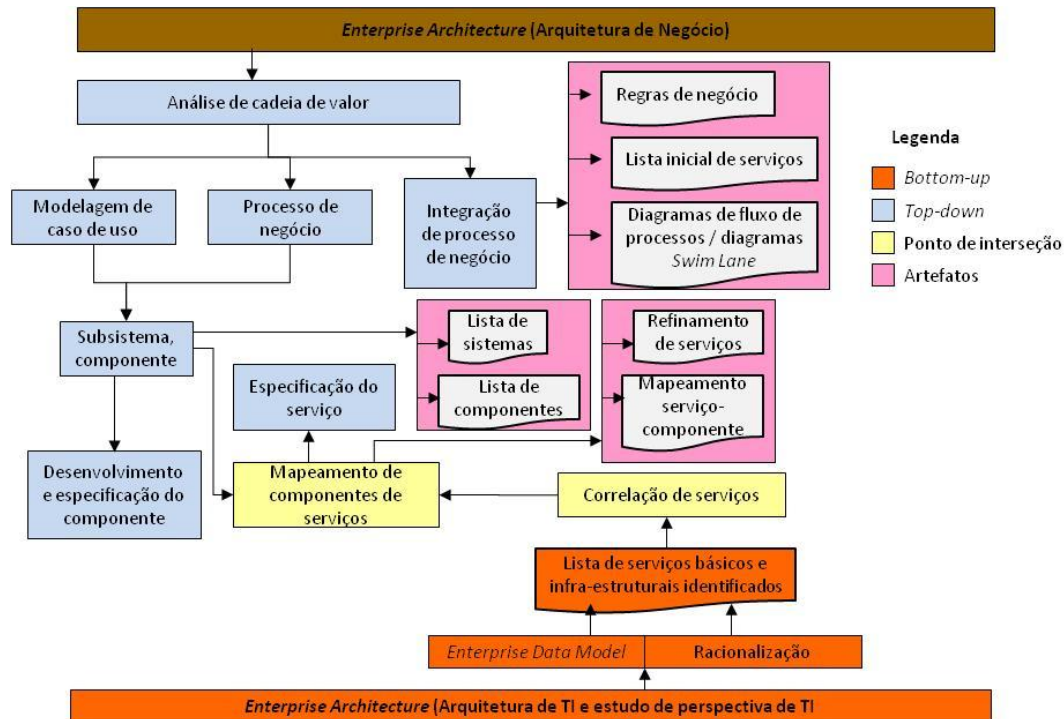 Enterprise Architecture (Arquitetura de Negócio)
Análise de cadeia de valor
Regras de negócio
Lista inicial de serviços
Diagramas de fluxo de
processos / diagramas
Swim Lane
Legenda
Bottom-up
Top-down
Ponto de interseção
Artefatos
Modelagem de
caso de uso
Processo de
negócio
Integração
de processo
de negócio
Subsistema,
componente
Lista de
sistemas
Lista de
componentes
Refinamento
de serviços
Mapeamento
serviço-
componente
Especificação do
serviço
Desenvolvimento
e especificação do
componente
Mapeamento de
componentes de
serviços
Correlação de serviços
Lista de serviços básicos e
infra-estruturais identificados
Enterprise Data Model
Racionalização
Enterprise Architecture (Arquitetura de TI e estudo de perspectiva de TI